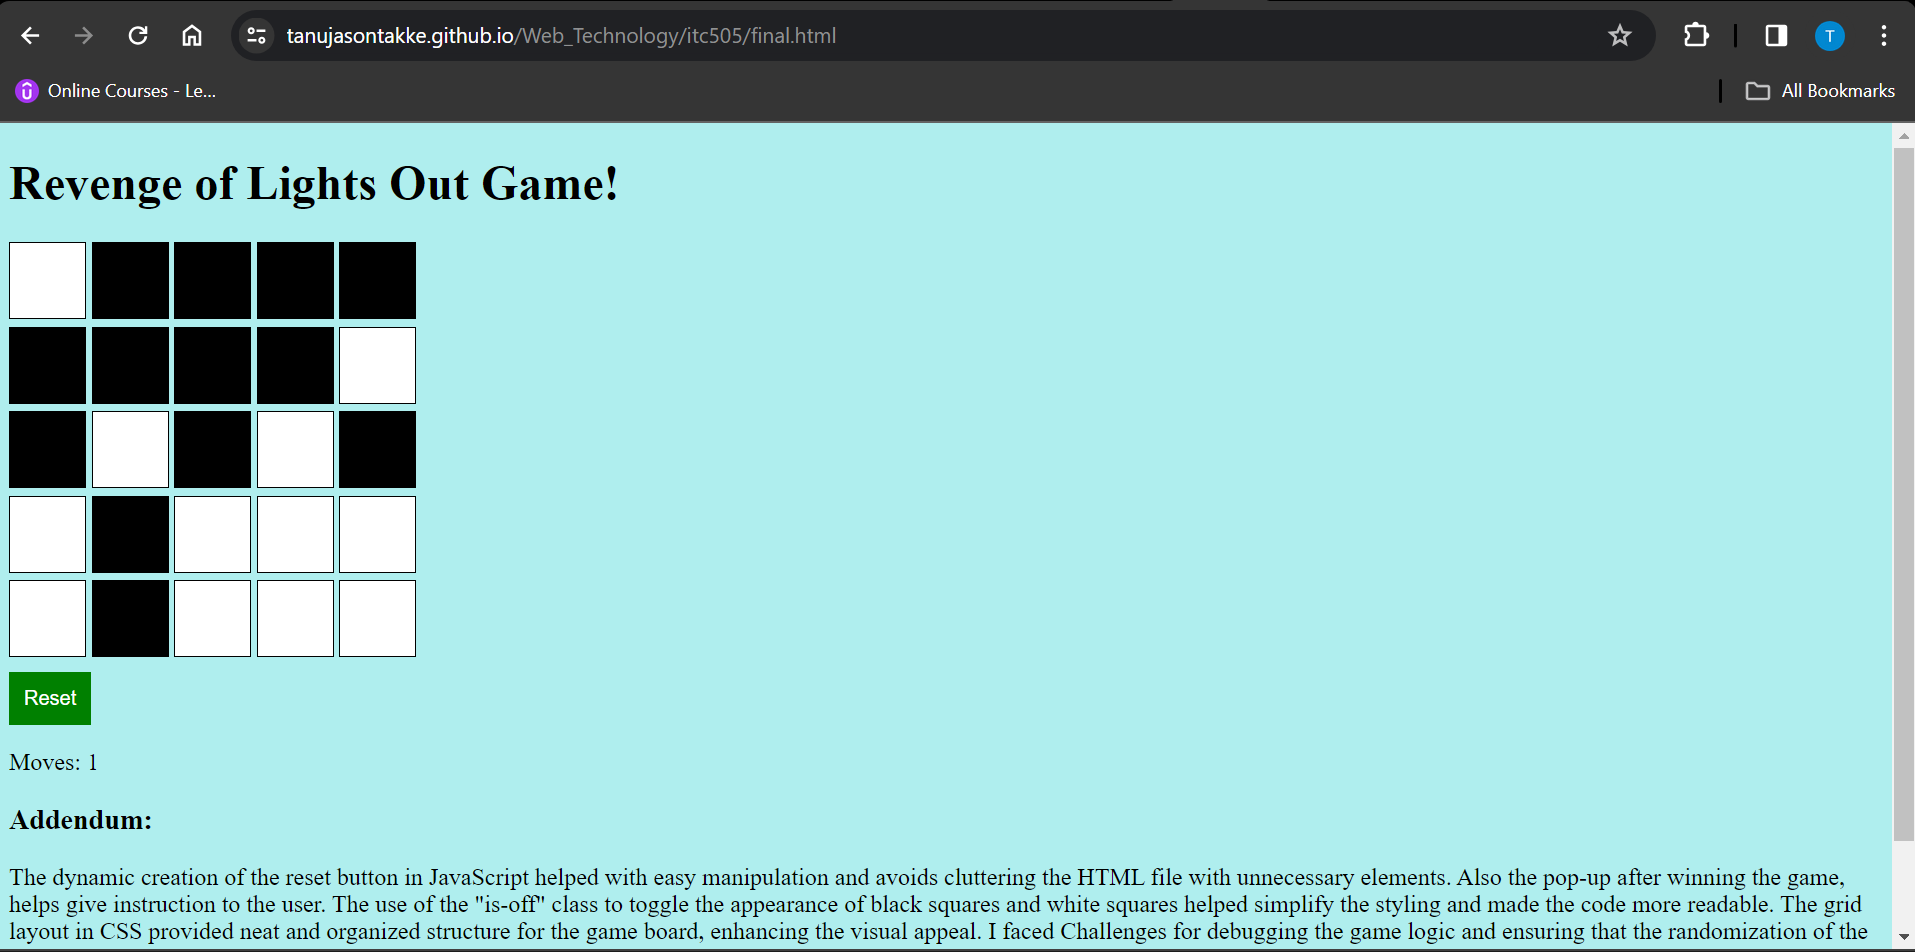 tanujasontakke.github.io/Web_Technology/itc505/final.html
T
Online Courses - Le...
All Bookmarks
Revenge of Lights Out Game!
Reset
Moves: 1
Addendum:
The dynamic creation of the reset button in JavaScript helped with easy manipulation and avoids cluttering the HTML file with unnecessary elements. Also the pop-up after winning the game,
helps give instruction to the user. The use of the "is-off" class to toggle the appearance of black squares and white squares helped simplify the styling and made the code more readable. The grid
layout in CSS provided neat and organized structure for the game board, enhancing the visual appeal. I faced Challenges for debugging the game logic and ensuring that the randomization of the